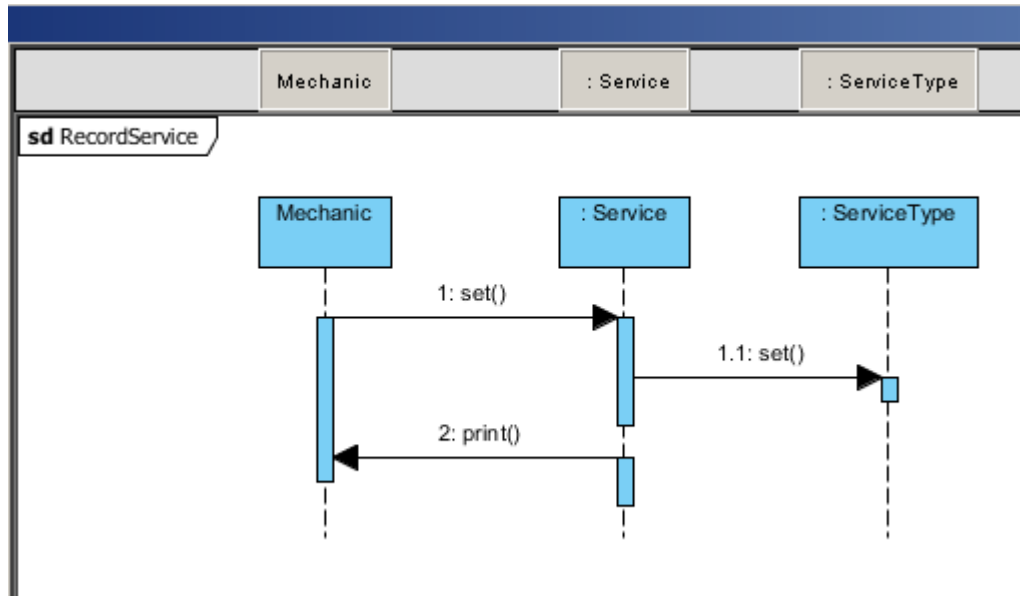 Mechanic
: Service
: ServiceType
sd RecordService
Mechanic
: Service
: ServiceType
1: set()
1.1: set()
2: print()